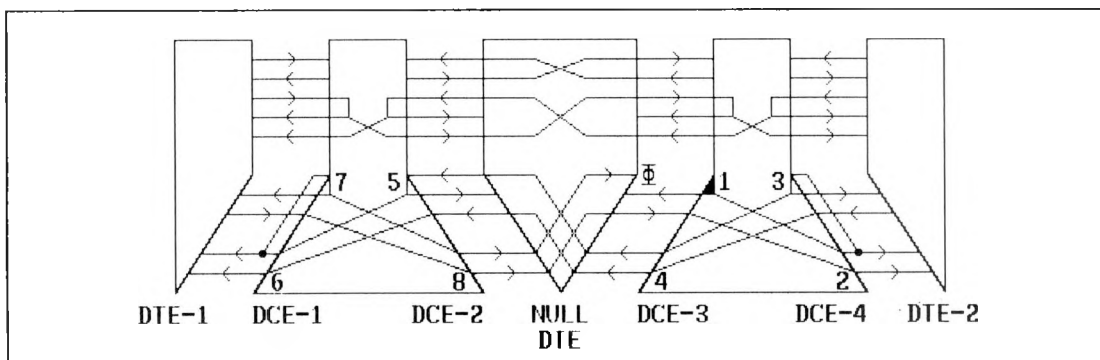 7 5 Φ 1 3
6 8 4 2
DTE-1 DCE-1 DCE-2 NULL DCE-3 DCE-4 DTE-2
DTE